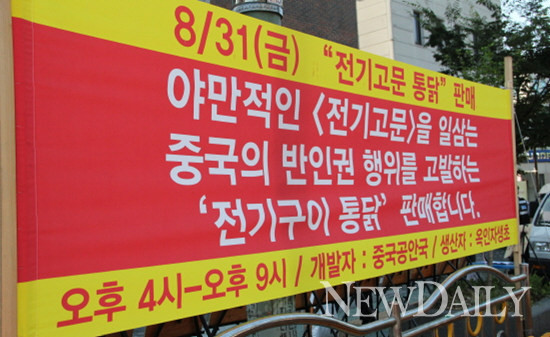 8/31(금) “전기고문 통닭” 판매
야만적인 <전기고문>을 일삼는
중국의 반인권 행위를 고발하는
‘전기구이 통닭’ 판매합니다.
오후 4시-오후 9시 / 개발자 : 중국공안국 / 생산자 : 옥인자생초
NEWDAILY